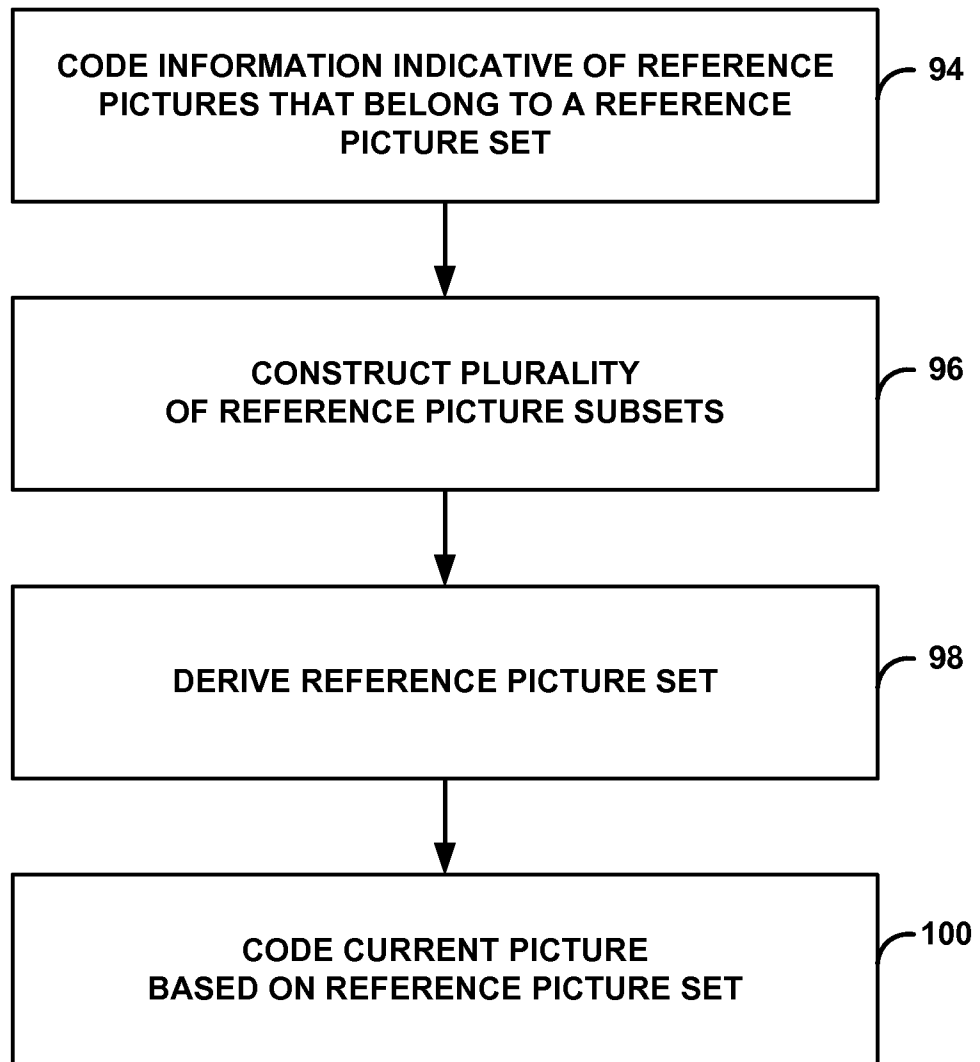 CODE INFORMATION INDICATIVE OF REFERENCE
PICTURES THAT BELONG TO A REFERENCE
PICTURE SET
94
CONSTRUCT PLURALITY
OF REFERENCE PICTURE SUBSETS
96
DERIVE REFERENCE PICTURE SET
98
CODE CURRENT PICTURE
BASED ON REFERENCE PICTURE SET
100